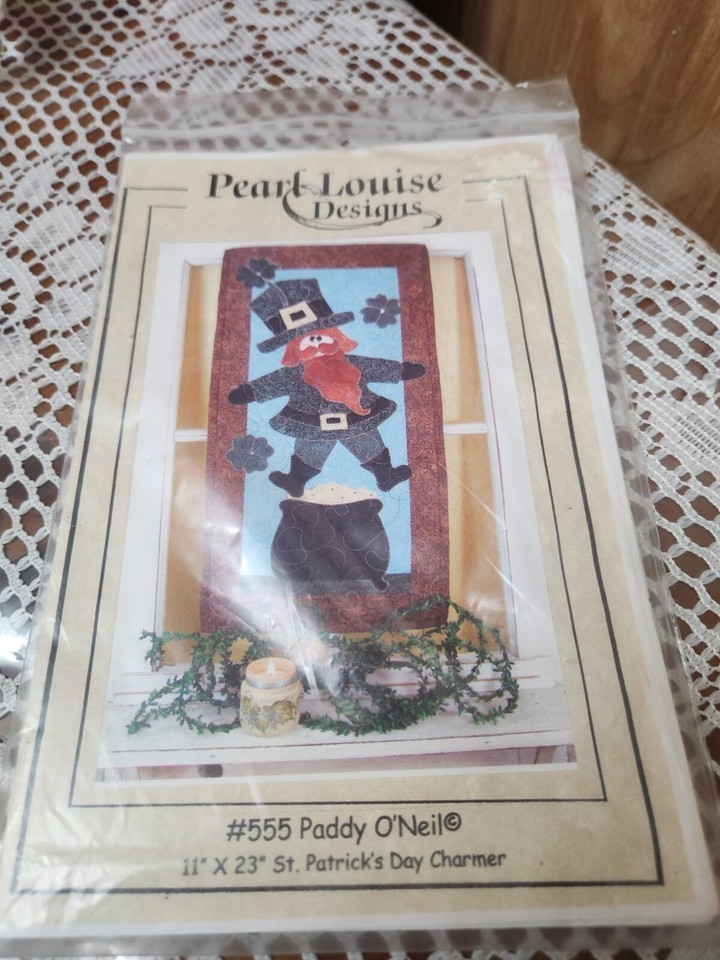 Pearl Louise
Designs
#555 Paddy O'Neil©
11" X 23" St. Patrick's Day Charmer